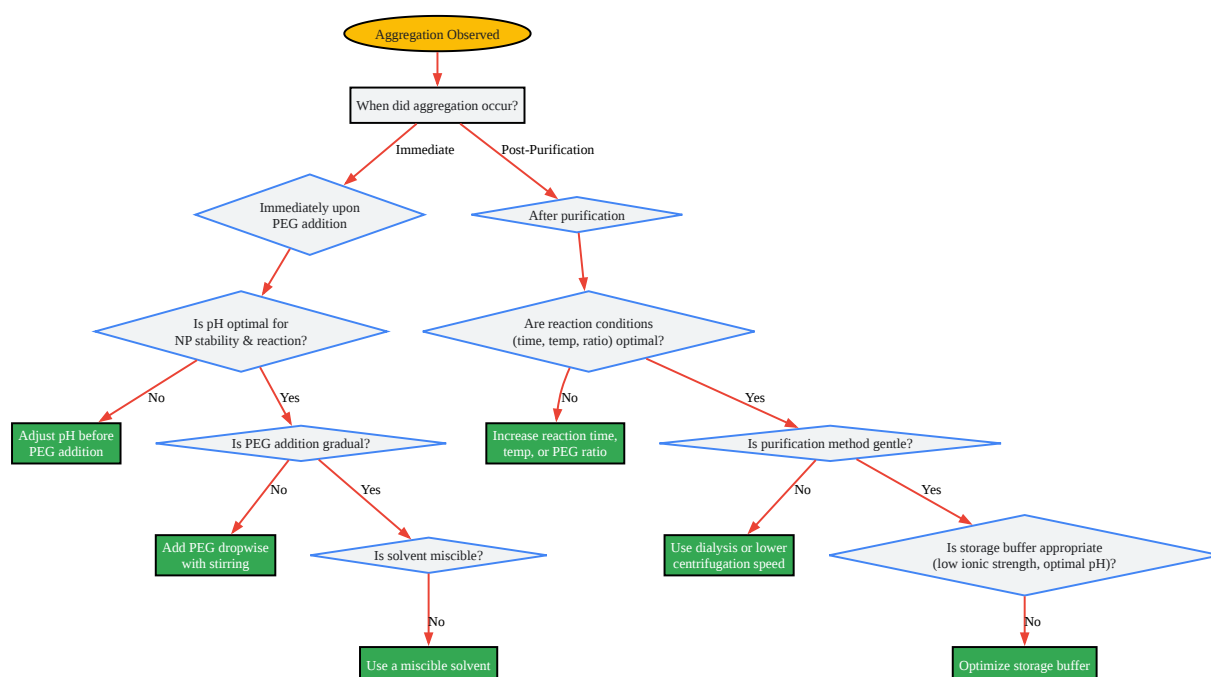 Aggregation Observed
When did aggregation occur?
Immediate
Post-Purification
Immediately upon
PEG addition
After purification
Is pH optimal for
NP stability & reaction?
Are reaction conditions
(time, temp, ratio) optimal?
No
Yes
No
Yes
Adjust pH before
PEG addition
Is PEG addition gradual?
Increase reaction time,
temp, or PEG ratio
Is purification method gentle?
No
Yes
No
Yes
Add PEG dropwise
with stirring
Is solvent miscible?
Use dialysis or lower
centrifugation speed
Is storage buffer appropriate
(low ionic strength, optimal pH)?
No
No
Use a miscible solvent
Optimize storage buffer